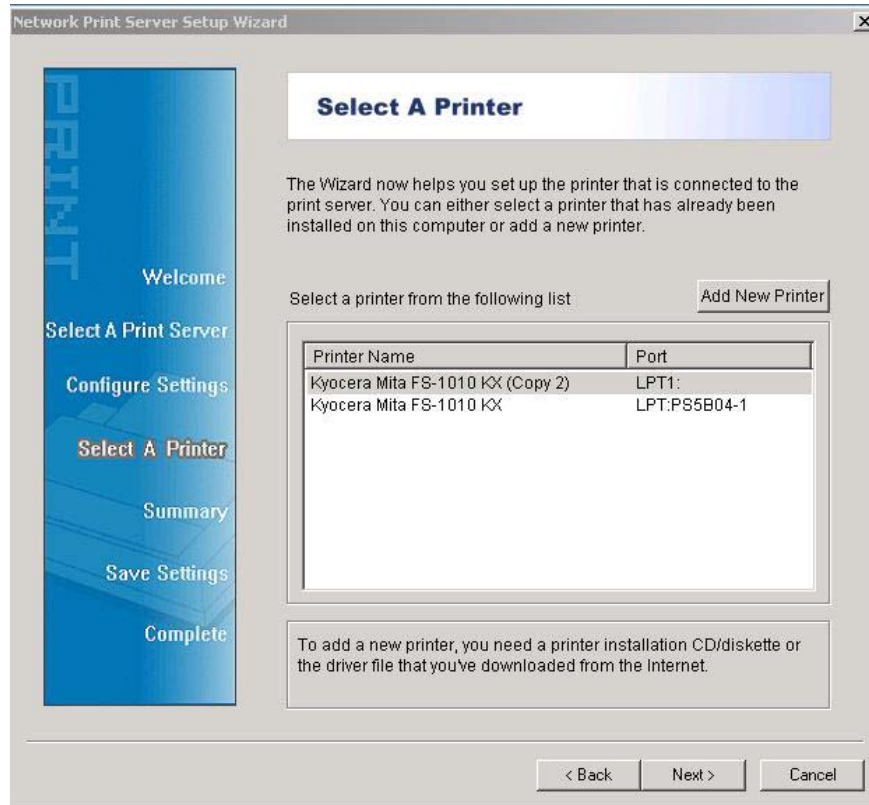 Network Print Server Setup Wizard
PRINT
Welcome
Select A Print Server
Configure Settings
Select A Printer
Summary
Save Settings
Complete
Select A Printer
The Wizard now helps you set up the printer that is connected to the
print server. You can either select a printer that has already been
installed on this computer or add a new printer.
Select a printer from the following list
Add New Printer
Printer Name Port
Kyocera Mita FS-1010 KX (Copy 2) LPT1:
Kyocera Mita FS-1010 KX LPT:PS5B04-1
To add a new printer, you need a printer installation CD/diskette or
the driver file that you've downloaded from the Internet.
< Back Next > Cancel